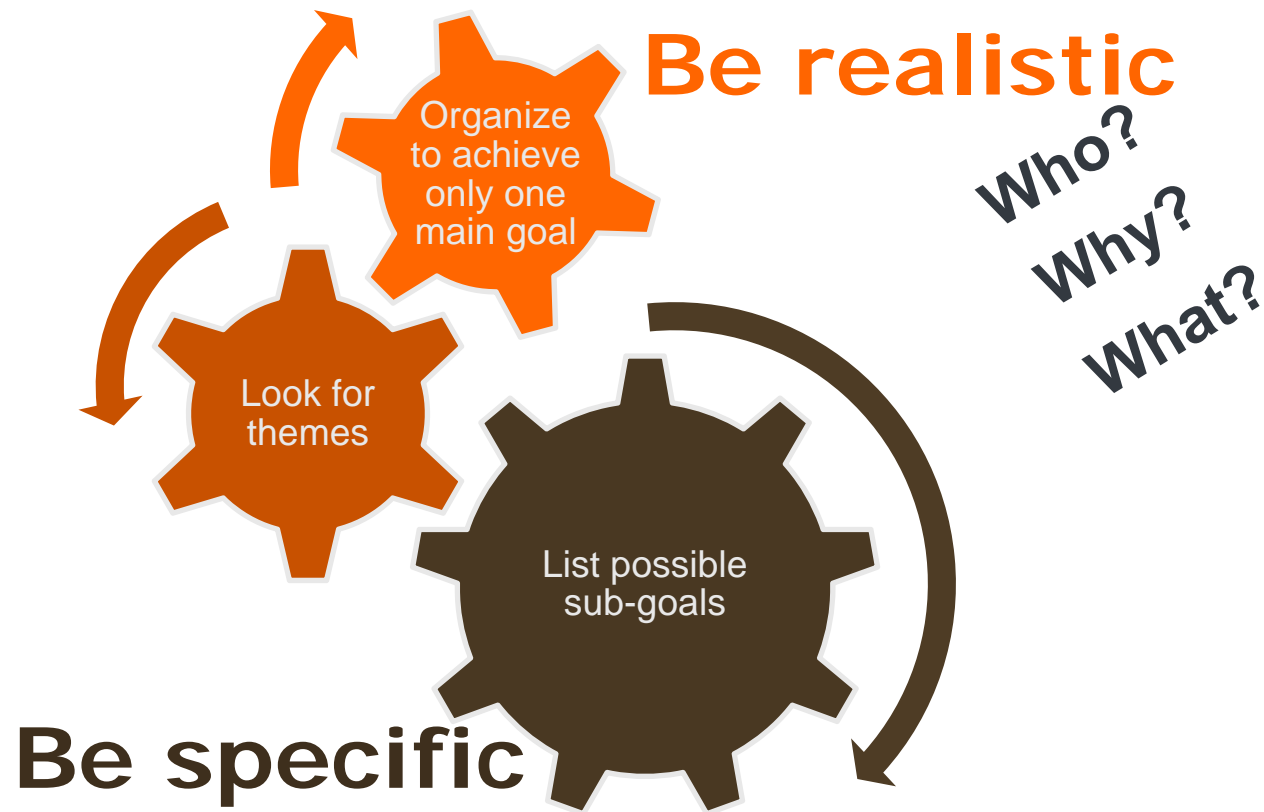 Be realistic
Organize
to achieve
only one
main goal
Who?
Why?
What?
Look for
themes
List possible
sub-goals
Be specific